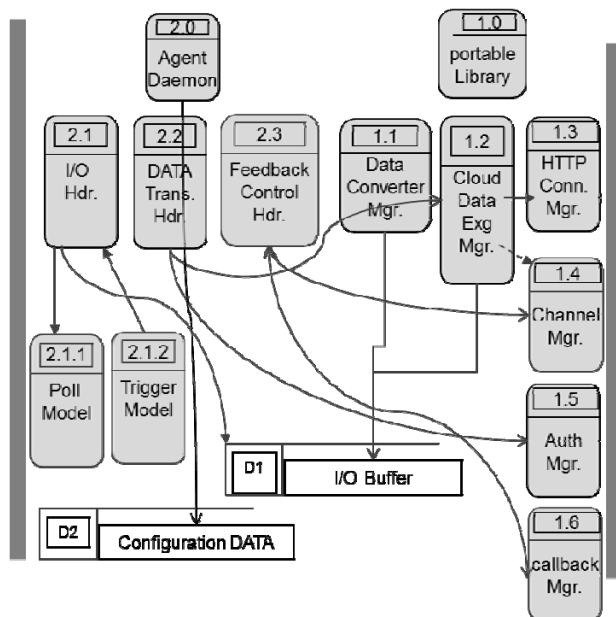 2.0
Agent
Daemon
1.0
portable
Library
2.1
I/O
Hdr.
2.2
DATA
Trans.
Hdr.
2.3
Feedback
Control
Hdr.
1.1
Data
Converter
Mgr.
1.2
Cloud
Data
Exg
Mgr.
1.3
HTTP
Conn.
Mgr.
1.4
Channel
Mgr.
2.1.1
Poll
Model
2.1.2
Trigger
Model
1.5
Auth
Mgr.
D1
I/O Buffer
D2
Configuration DATA
1.6
callback
Mgr.